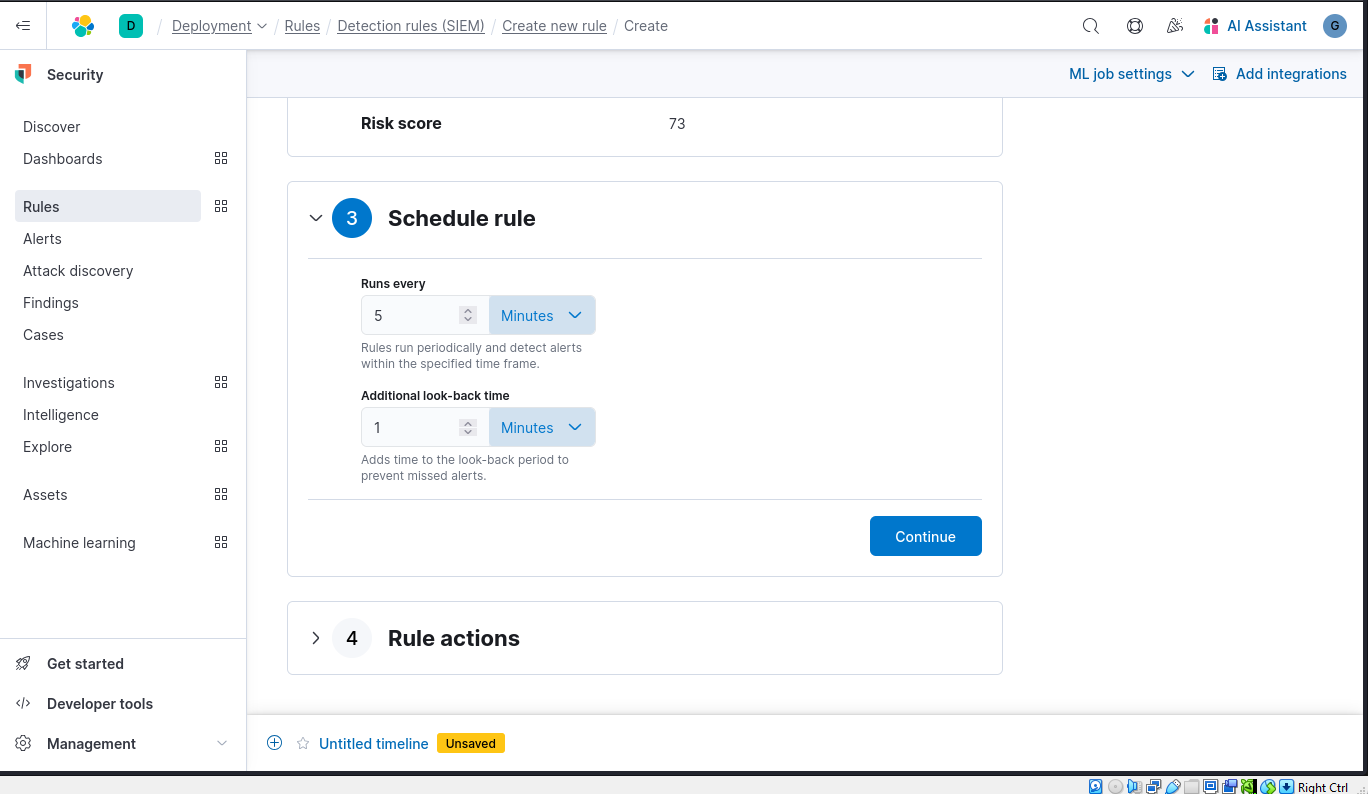 D / Deployment / Rules / Detection rules (SIEM) / Create new rule / Create
AI Assistant
G
Security
ML job settings
Add integrations
Discover
Dashboards
Rules
Alerts
Attack discovery
Findings
Cases
Investigations
Intelligence
Explore
Assets
Machine learning
Get started
Developer tools
Management
Risk score 73
3 Schedule rule
Runs every
5 Minutes
Rules run periodically and detect alerts
within the specified time frame.
Additional look-back time
1 Minutes
Adds time to the look-back period to
prevent missed alerts.
Continue
4 Rule actions
Untitled timeline Unsaved
Right Ctrl